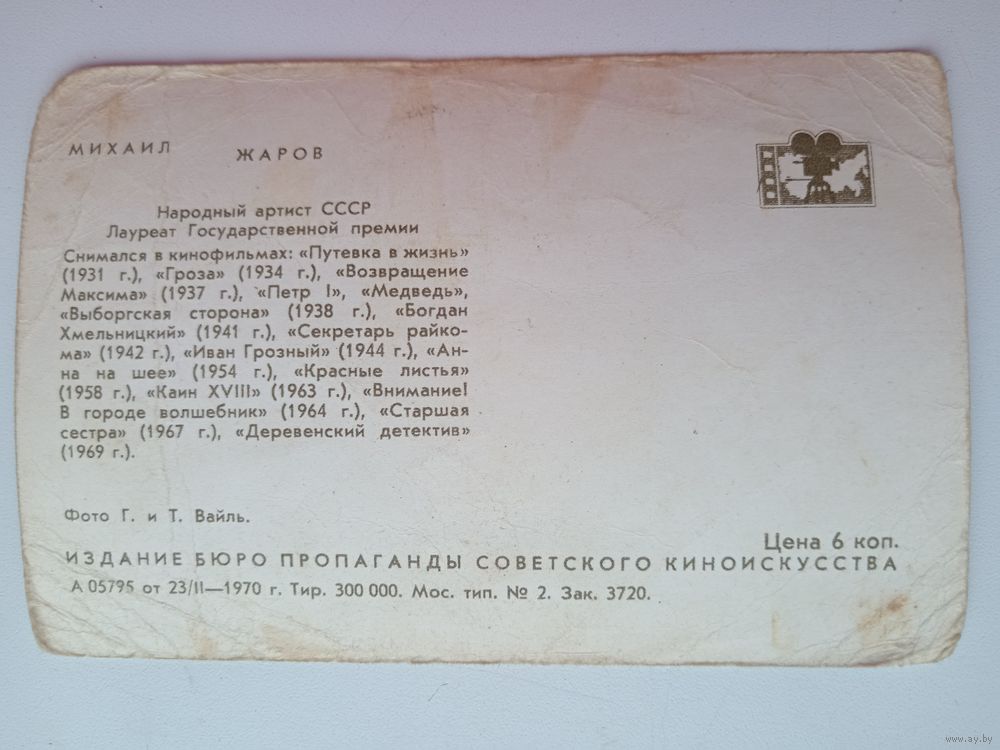 МИХАИЛ ЖАРОВ
Народный артист СССР
Лауреат Государственной премии
Снимался в кинофильмах: «Путевка в жизнь»
(1931 г.), «Гроза» (1934 г.), «Возвращение
Максима» (1937 г.), «Петр I», «Медведь»,
«Выборгская сторона» (1938 г.), «Богдан
Хмельницкий» (1941 г.), «Секретарь райко-
ма» (1942 г.), «Иван Грозный» (1944 г.), «Ан-
на на шее» (1954 г.), «Красные листья»
(1958 г.), «Каин XVIII» (1963 г.), «Внимание!
В городе волшебник» (1964 г.), «Старшая
сестра» (1967 г.), «Деревенский детектив»
(1969 г.).
Фото Г. и Т. Вайль.
Цена 6 коп.
ИЗДАНИЕ БЮРО ПРОПАГАНДЫ СОВЕТСКОГО КИНОИСКУССТВА
А 05795 от 23/II—1970 г. Тир. 300 000. Мос. тип. № 2. Зак. 3720.
www.ay.by